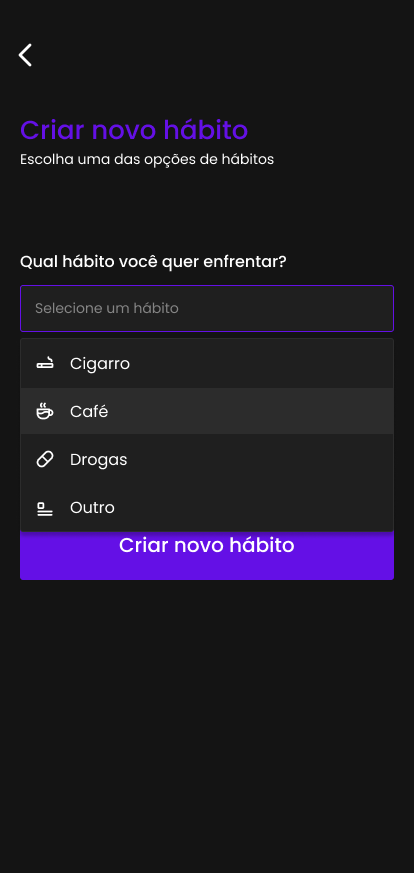 Criar novo hábito
Escolha uma das opções de hábitos
Qual hábito você quer enfrentar?
Selecione um hábito
Cigarro
Café
Drogas
Outro
Criar novo hábito